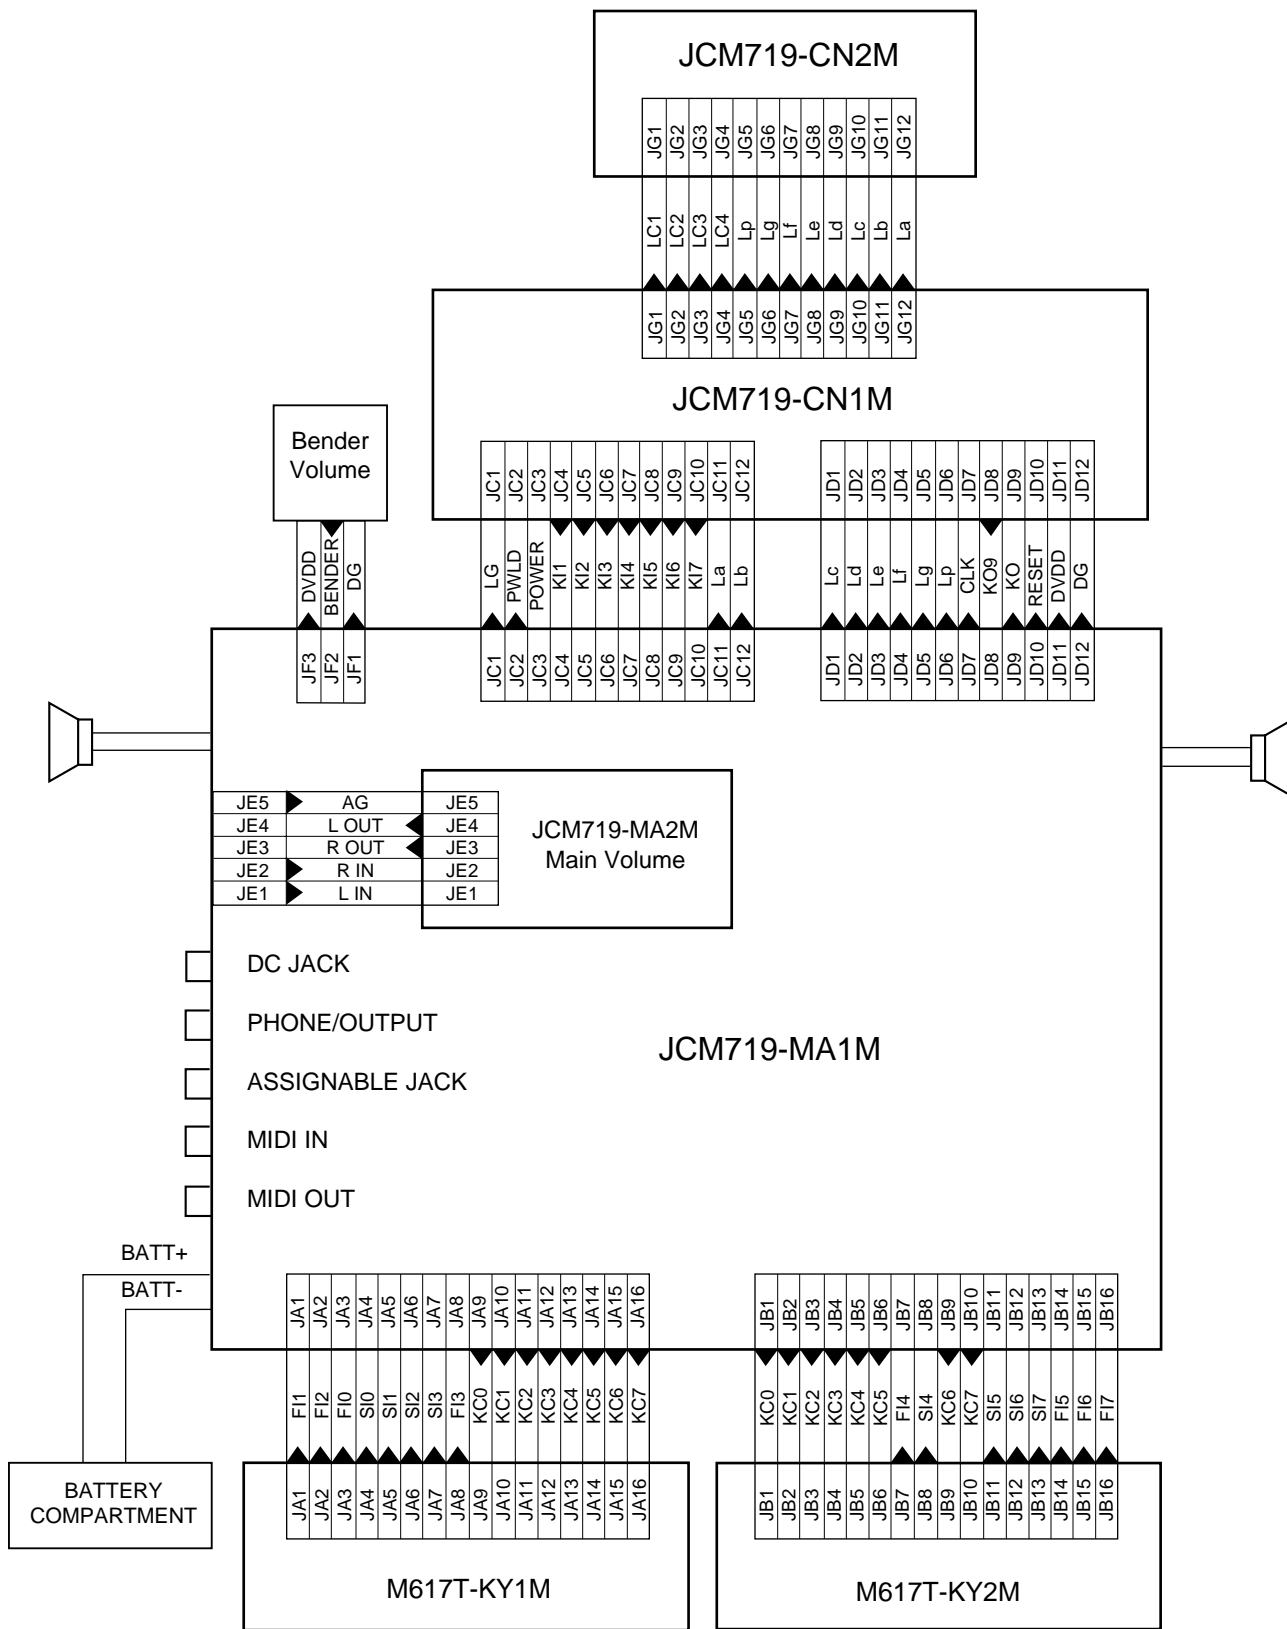 JCM719-CN2M
JG1 JG2 JG3 JG4 JG5 JG6 JG7 JG8 JG9 JG10 JG11 JG12
LC1 LC2 LC3 LC4 Lp Lg Lf Le Ld Lc Lb La
JG1 JG2 JG3 JG4 JG5 JG6 JG7 JG8 JG9 JG10 JG11 JG12
JCM719-CN1M
Bender
Volume
JC1 JC2 JC3 JC4 JC5 JC6 JC7 JC8 JC9 JC10 JC11 JC12
JD1 JD2 JD3 JD4 JD5 JD6 JD7 JD8 JD9 JD10 JD11 JD12
DVDD BENDER DG
LG PWLD POWER KI1 KI2 KI3 KI4 KI5 KI6 KI7 La Lb
Lc Ld Le Lf Lg Lp CLK KO9 KO RESET DVDD DG
JF3 JF2 JF1
JC1 JC2 JC3 JC4 JC5 JC6 JC7 JC8 JC9 JC10 JC11 JC12
JD1 JD2 JD3 JD4 JD5 JD6 JD7 JD8 JD9 JD10 JD11 JD12
JE5 AG JE5
JE4 L OUT JE4
JE3 R OUT JE3
JE2 R IN JE2
JE1 L IN JE1
JCM719-MA2M
Main Volume
DC JACK
PHONE/OUTPUT
ASSIGNABLE JACK
MIDI IN
MIDI OUT
JCM719-MA1M
BATT+
BATT-
BATTERY
COMPARTMENT
JA1 JA2 JA3 JA4 JA5 JA6 JA7 JA8 JA9 JA10 JA11 JA12 JA13 JA14 JA15 JA16
FI1 FI2 FI0 SI0 SI1 SI2 SI3 FI3 KC0 KC1 KC2 KC3 KC4 KC5 KC6 KC7
JA1 JA2 JA3 JA4 JA5 JA6 JA7 JA8 JA9 JA10 JA11 JA12 JA13 JA14 JA15 JA16
M617T-KY1M
JB1 JB2 JB3 JB4 JB5 JB6 JB7 JB8 JB9 JB10 JB11 JB12 JB13 JB14 JB15 JB16
KC0 KC1 KC2 KC3 KC4 KC5 FI4 SI4 KC6 KC7 SI5 SI6 SI7 FI5 FI6 FI7
JB1 JB2 JB3 JB4 JB5 JB6 JB7 JB8 JB9 JB10 JB11 JB12 JB13 JB14 JB15 JB16
M617T-KY2M